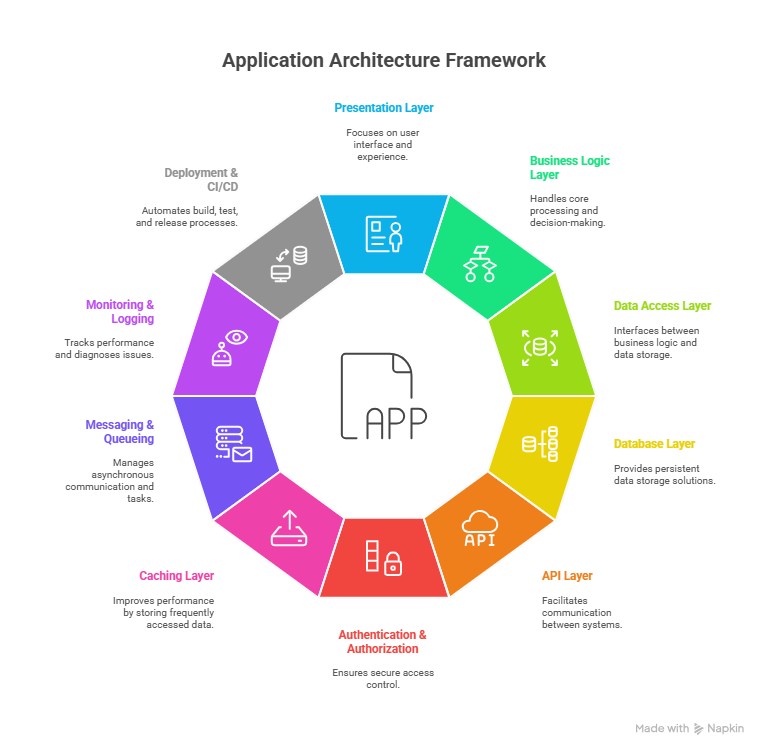 Application Architecture Framework
Presentation Layer
Focuses on user
interface and
experience.
Business Logic
Layer
Handles core
processing and
decision-making.
Data Access Layer
Interfaces between
business logic and
data storage.
Database Layer
Provides persistent
data storage solutions.
API Layer
Facilitates
communication
between systems.
Authentication &
Authorization
Ensures secure access
control.
Caching Layer
Improves performance
by storing frequently
accessed data.
Messaging &
Queueing
Manages
asynchronous
communication and
tasks.
Monitoring &
Logging
Tracks performance
and diagnoses issues.
Deployment &
CI/CD
Automates build, test,
and release processes.
APP
API
Made with Napkin